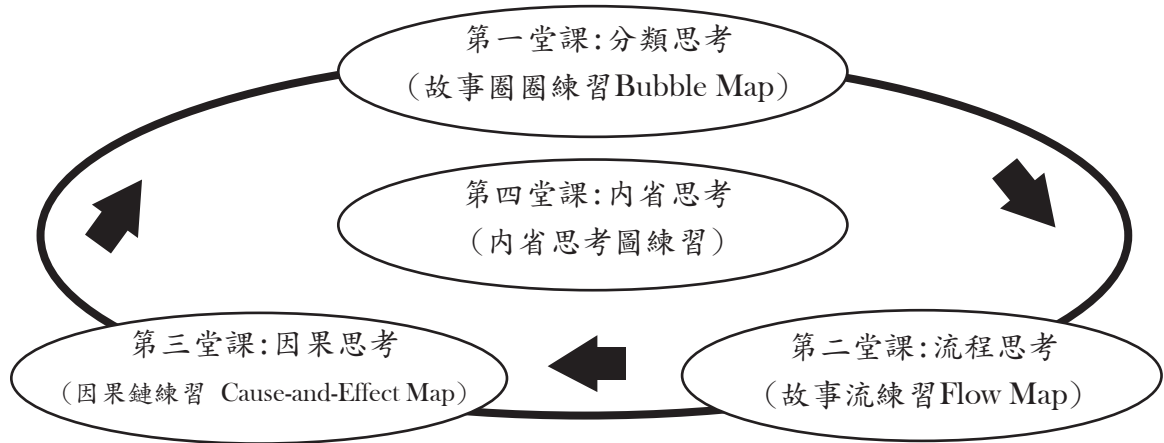 第一堂課:分類思考
(故事圈圈練習Bubble Map)
第四堂課:内省思考
(内省思考圖練習)
第三堂課:因果思考
(因果鏈練習 Cause-and-Effect Map)
第二堂課:流程思考
(故事流練習Flow Map)